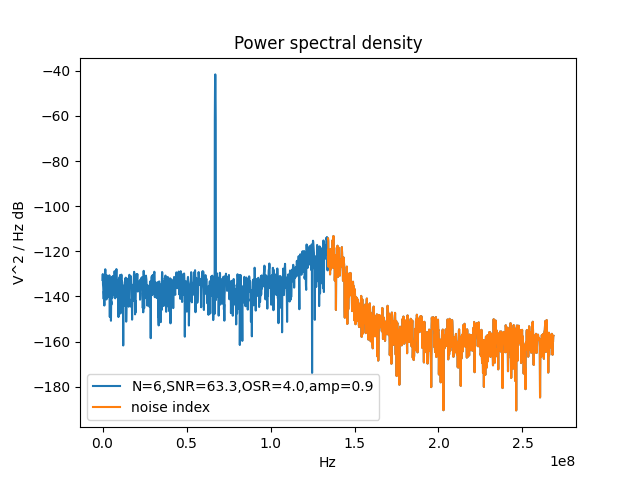 Power spectral density
V^2 / Hz dB
−40
−60
−80
−100
−120
−140
−160
−180
N=6,SNR=63.3,OSR=4.0,amp=0.9
noise index
0.0 0.5 1.0 1.5 2.0 2.5
1e8
Hz